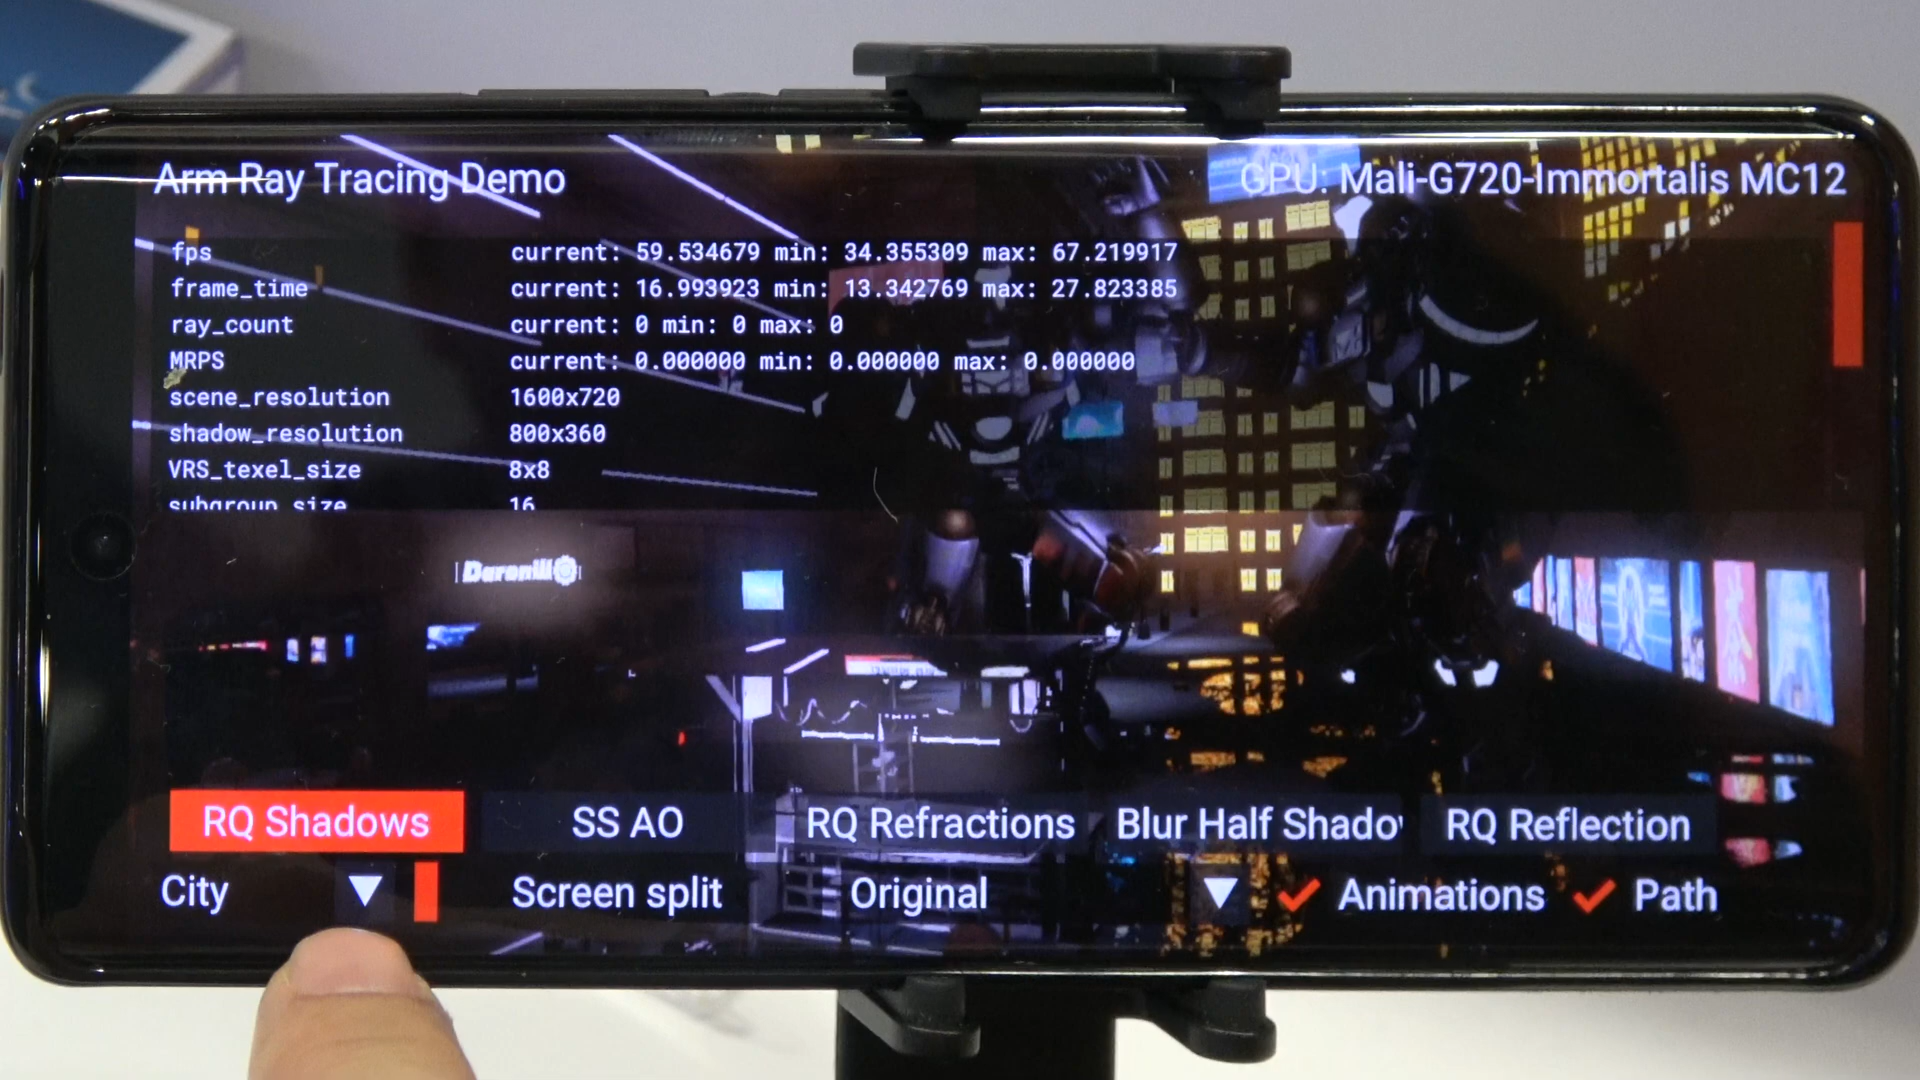 Arm Ray Tracing Demo
GPU: Mali-G720-Immortalis MC12
fps current: 59.534679 min: 34.355309 max: 67.219917
frame_time current: 16.993923 min: 13.342769 max: 27.823385
ray_count current: 0 min: 0 max: 0
MRPS current: 0.000000 min: 0.000000 max: 0.000000
scene_resolution 1600x720
shadow_resolution 800x360
VRS_texel_size 8x8
subgroup_size 16
RQ Shadows SS AO RQ Refractions Blur Half Shado RQ Reflection
City Screen split Original Animations Path